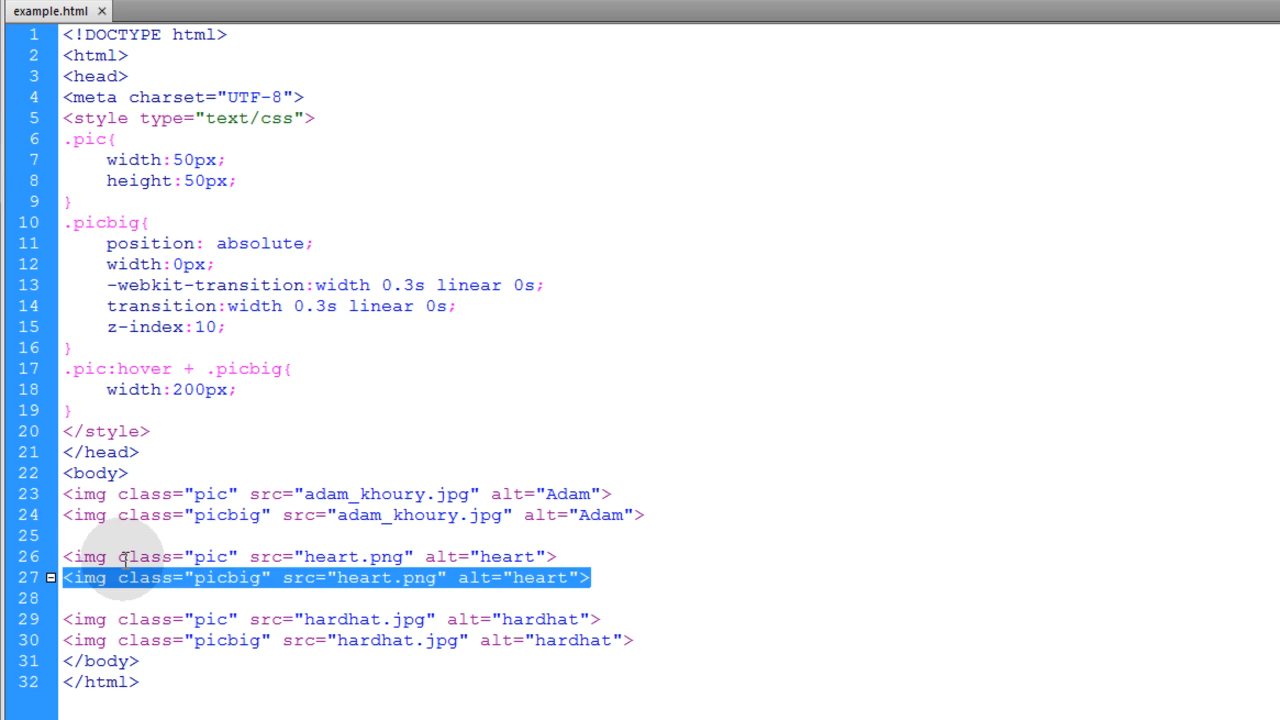 example.html ×
1 <!DOCTYPE html>
2 <html>
3 <head>
4 <meta charset="UTF-8">
5 <style type="text/css">
6 .pic{
7     width:50px;
8     height:50px;
9 }
10 .picbig{
11     position: absolute;
12     width:0px;
13     -webkit-transition:width 0.3s linear 0s;
14     transition:width 0.3s linear 0s;
15     z-index:10;
16 }
17 .pic:hover + .picbig{
18     width:200px;
19 }
20 </style>
21 </head>
22 <body>
23 <img class="pic" src="adam_khoury.jpg" alt="Adam">
24 <img class="picbig" src="adam_khoury.jpg" alt="Adam">
25
26 <img class="pic" src="heart.png" alt="heart">
27 <img class="picbig" src="heart.png" alt="heart">
28
29 <img class="pic" src="hardhat.jpg" alt="hardhat">
30 <img class="picbig" src="hardhat.jpg" alt="hardhat">
31 </body>
32 </html>